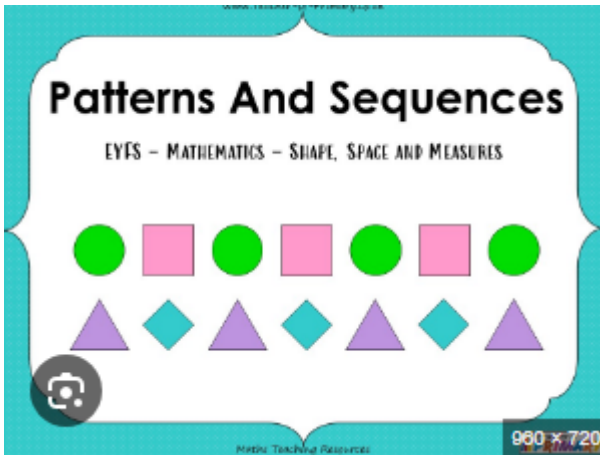 Patterns And Sequences
EYFS – Mathematics – Shape, Space and Measures
Maths Teaching Resources
960 × 720